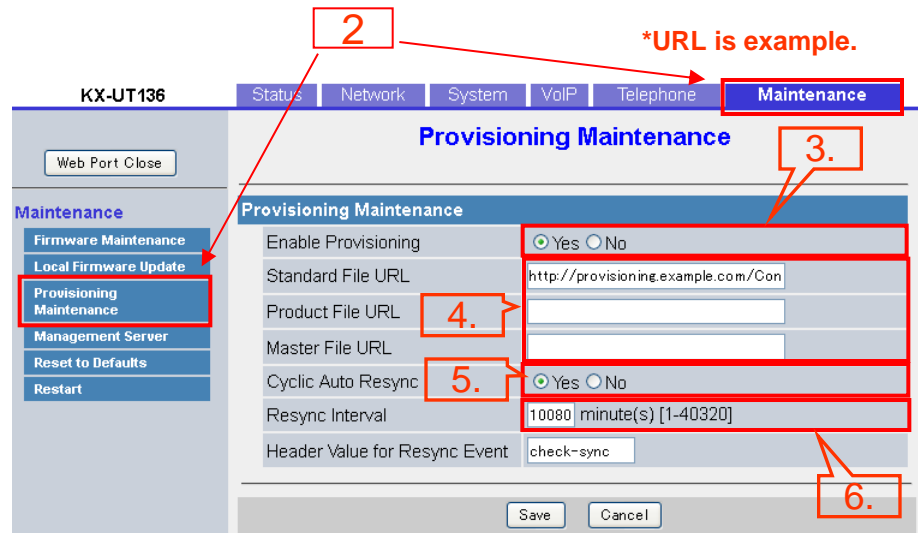 2
*URL is example.
KX-UT136
Status Network System VoIP Telephone Maintenance
Web Port Close
Provisioning Maintenance
3.
Maintenance
Firmware Maintenance
Local Firmware Update
Provisioning
Maintenance
Management Server
Reset to Defaults
Restart
Provisioning Maintenance
Enable Provisioning Yes No
Standard File URL http://provisioning.example.com/Con
Product File URL
4.
Master File URL
Cyclic Auto Resync 5. Yes No
Resync Interval 10080 minute(s) [1-40320]
Header Value for Resync Event check-sync
6.
Save Cancel